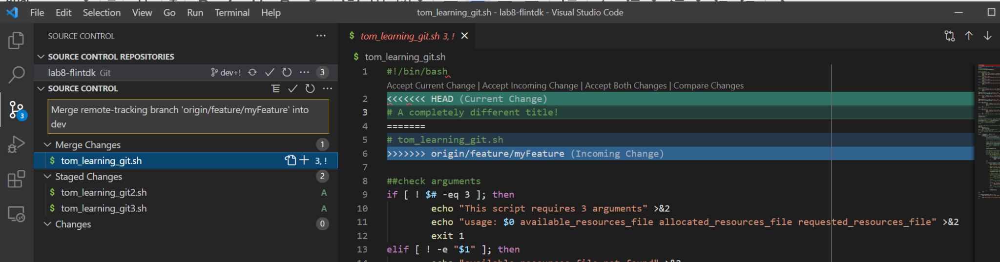 File Edit Selection View Go Run Terminal Help tom_learning_git.sh - lab8-flintdk - Visual Studio Code
SOURCE CONTROL ···
SOURCE CONTROL REPOSITORIES
lab8-flintdk Git dev+! ··· 3
SOURCE CONTROL ···
Merge remote-tracking branch 'origin/feature/myFeature' into
dev
Merge Changes 1
$ tom_learning_git.sh 3, !
Staged Changes 2
$ tom_learning_git2.sh A
$ tom_learning_git3.sh A
Changes 0
3
$ tom_learning_git.sh 3, !
$ tom_learning_git.sh
1 #!/bin/bash
Accept Current Change | Accept Incoming Change | Accept Both Changes | Compare Changes
2 <<<<<<< HEAD (Current Change)
3 # A completely different title!
4 =======
5 # tom_learning_git.sh
6 >>>>>>> origin/feature/myFeature (Incoming Change)
7
8 ##check arguments
9 if [ ! $# -eq 3 ]; then
10 echo "This script requires 3 arguments" >&2
11 echo "usage: $0 available_resources_file allocated_resources_file requested_resources_file" >&2
12 exit 1
13 elif [ ! -e "$1" ]; then